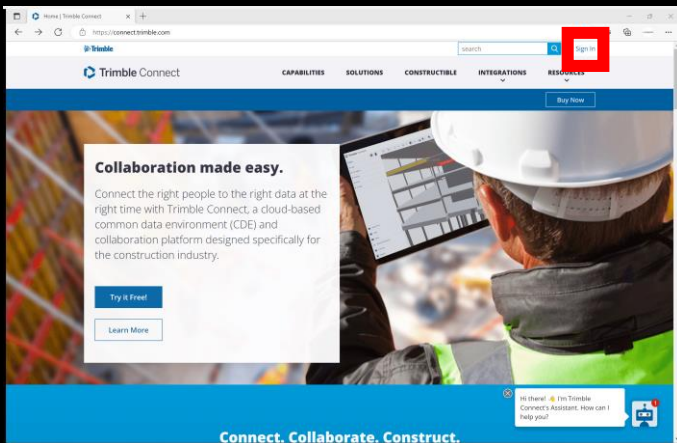 Home | Trimble Connect
https://connect.trimble.com
Trimble
search
Sign in
Trimble Connect
CAPABILITIES
SOLUTIONS
CONSTRUCTIBLE
INTEGRATIONS
RESOURCES
Buy Now
Collaboration made easy.
Connect the right people to the right data at the
right time with Trimble Connect, a cloud-based
common data environment (CDE) and
collaboration platform designed specifically for
the construction industry.
Try it Free!
Learn More
Hi there! 👋 I'm Trimble
Connect's Assistant. How can I
help you?
Connect. Collaborate. Construct.